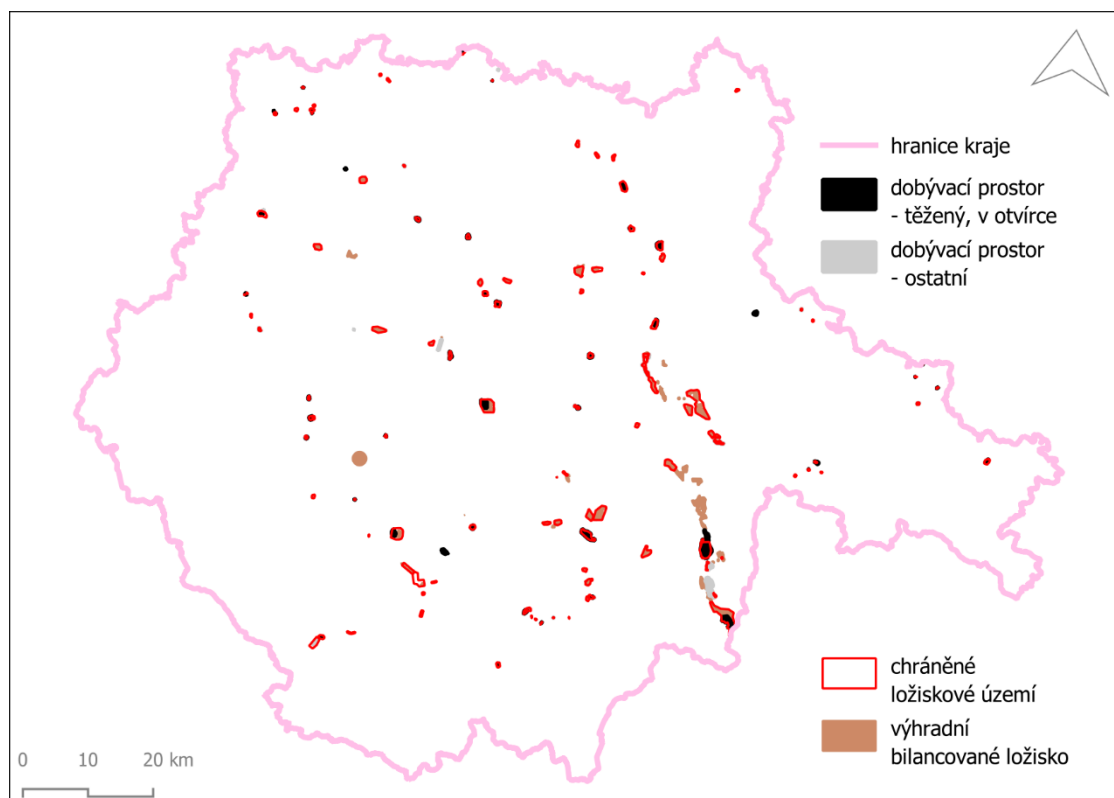 hranice kraje
dobývací prostor
- těžený, v otvírce
dobývací prostor
- ostatní
chráněné
ložiskové území
výhradní
bilancované ložisko
0 10 20 km